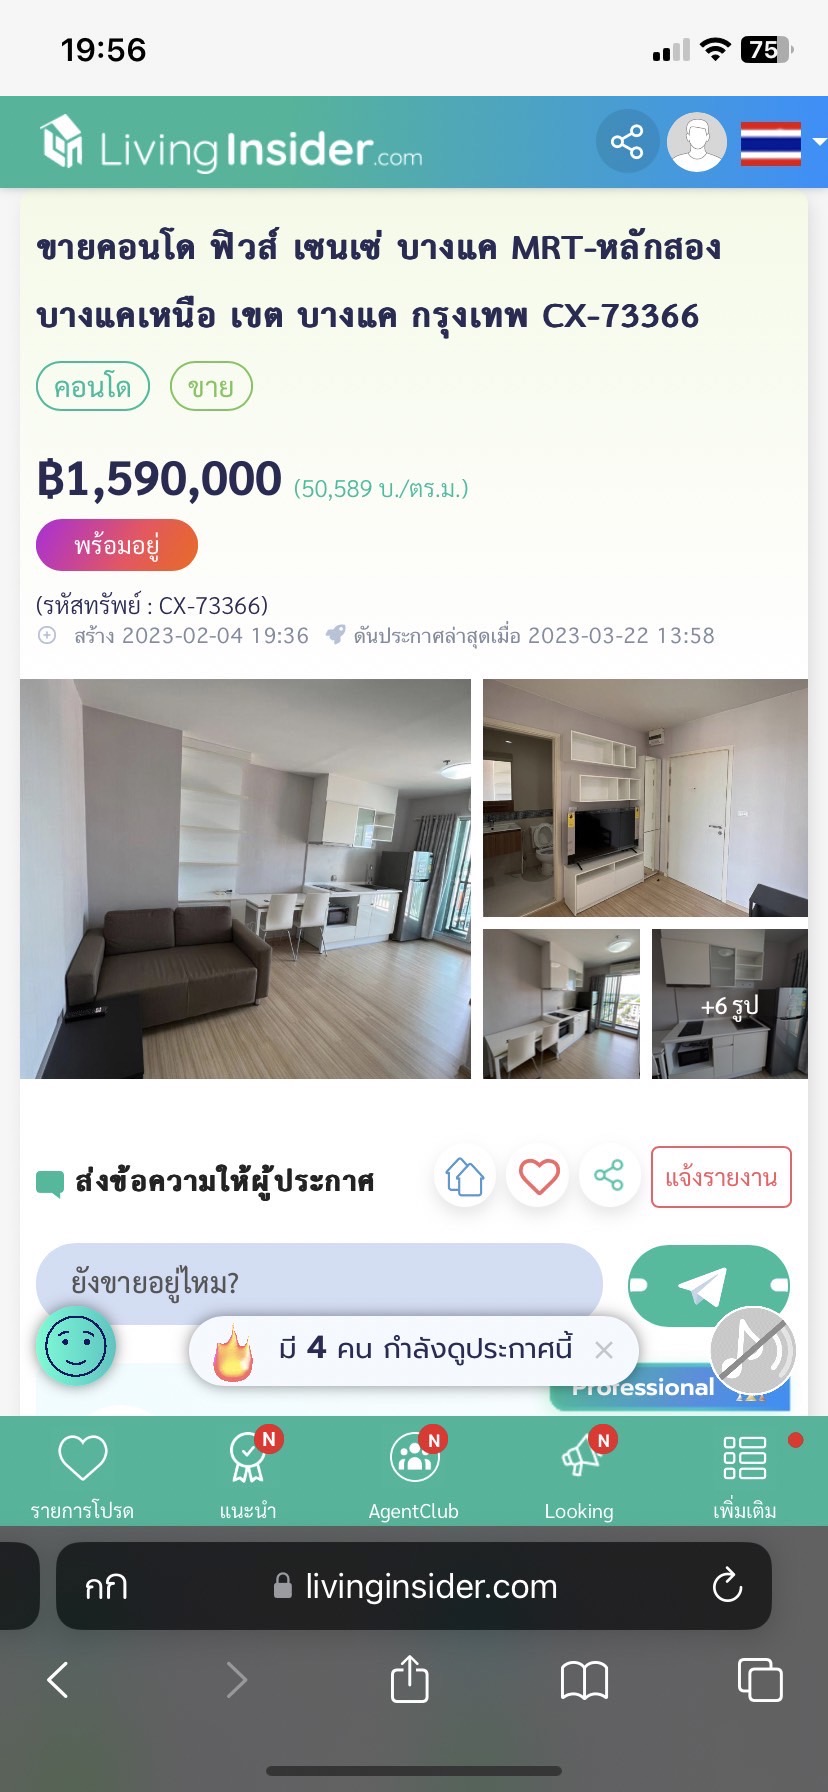 19:56
75
LivingInsider.com
ขายคอนโด ฟิวส์ เซนเซ่ บางแค MRT-หลักสอง
บางแคเหนือ เขต บางแค กรุงเทพ CX-73366
คอนโด ขาย
฿1,590,000 (50,589 บ./ตร.ม.)
พร้อมอยู่
(รหัสทรัพย์ : CX-73366)
สร้าง 2023-02-04 19:36 ดันประกาศล่าสุดเมื่อ 2023-03-22 13:58
+6 รูป
ส่งข้อความให้ผู้ประกาศ แจ้งรายงาน
ยังขายอยู่ไหม?
มี 4 คน กำลังดูประกาศนี้
Professional
N N N
รายการโปรด แนะนำ AgentClub Looking เพิ่มเติม
กก livinginsider.com